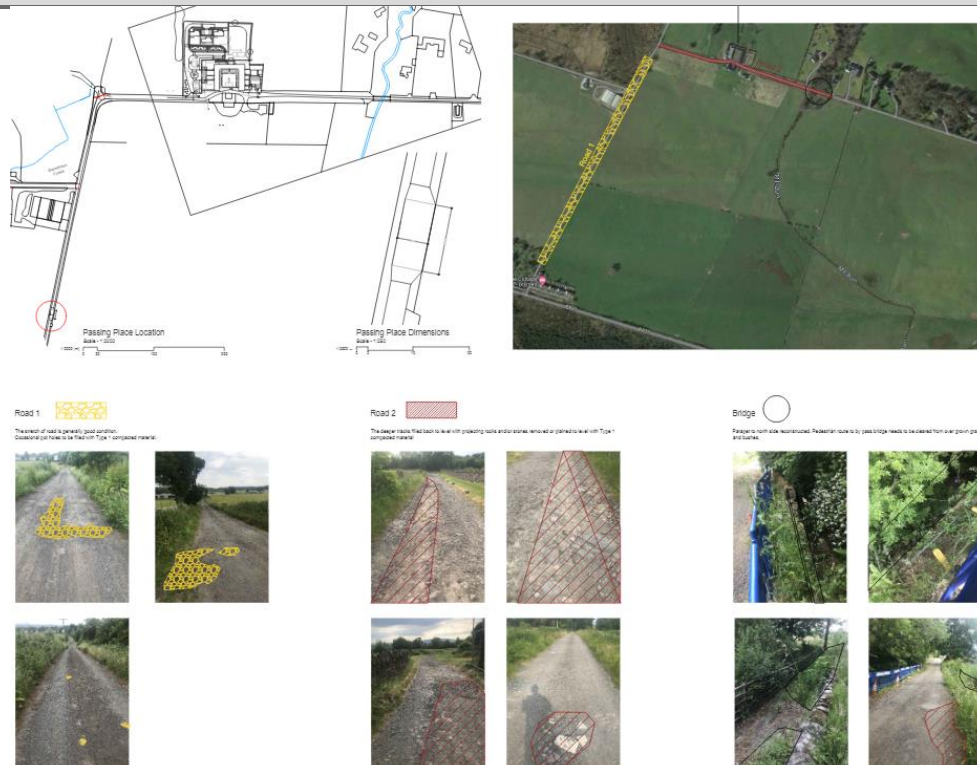 Passing Place Location
Scale - 1:2500
Passing Place Dimensions
Scale - 1:250
Road 1
Road 1
The stretch of road is generally good condition.
Occasional pot holes to be filled with Type 1 compacted material.
Road 2
The deeper tracks filled back to level with projecting rocks and/or stones removed or plained to level with Type 1
compacted material
Bridge
Parapet to north side reconstructed. Pedestrian route to by pass bridge needs to be cleared from over grown
and bushes.